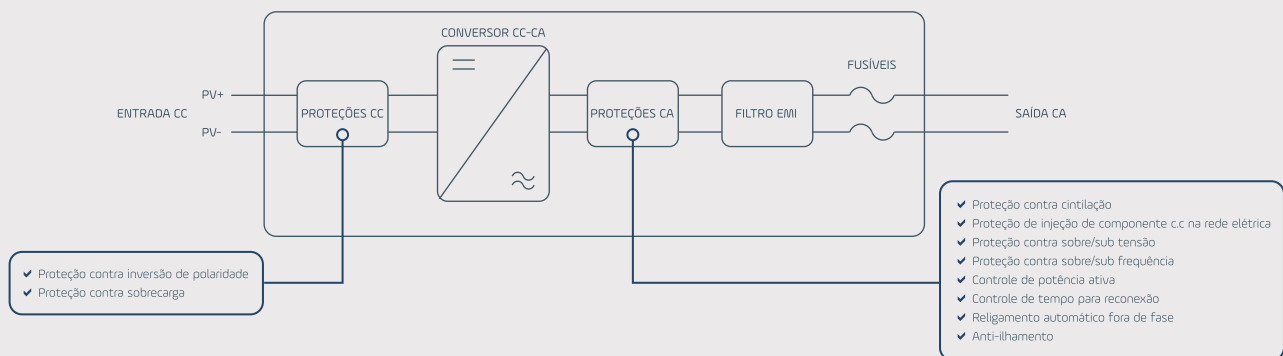 CONVERSOR CC-CA
FUSÍVEIS
PV+
ENTRADA CC
PV-
PROTEÇÕES CC
PROTEÇÕES CA
FILTRO EMI
SAÍDA CA
Proteção contra inversão de polaridade
Proteção contra sobrecarga
Proteção contra cintilação
Proteção de injeção de componente c.c na rede elétrica
Proteção contra sobre/sub tensão
Proteção contra sobre/sub frequência
Controle de potência ativa
Controle de tempo para reconexão
Religamento automático fora de fase
Anti-ilhamento